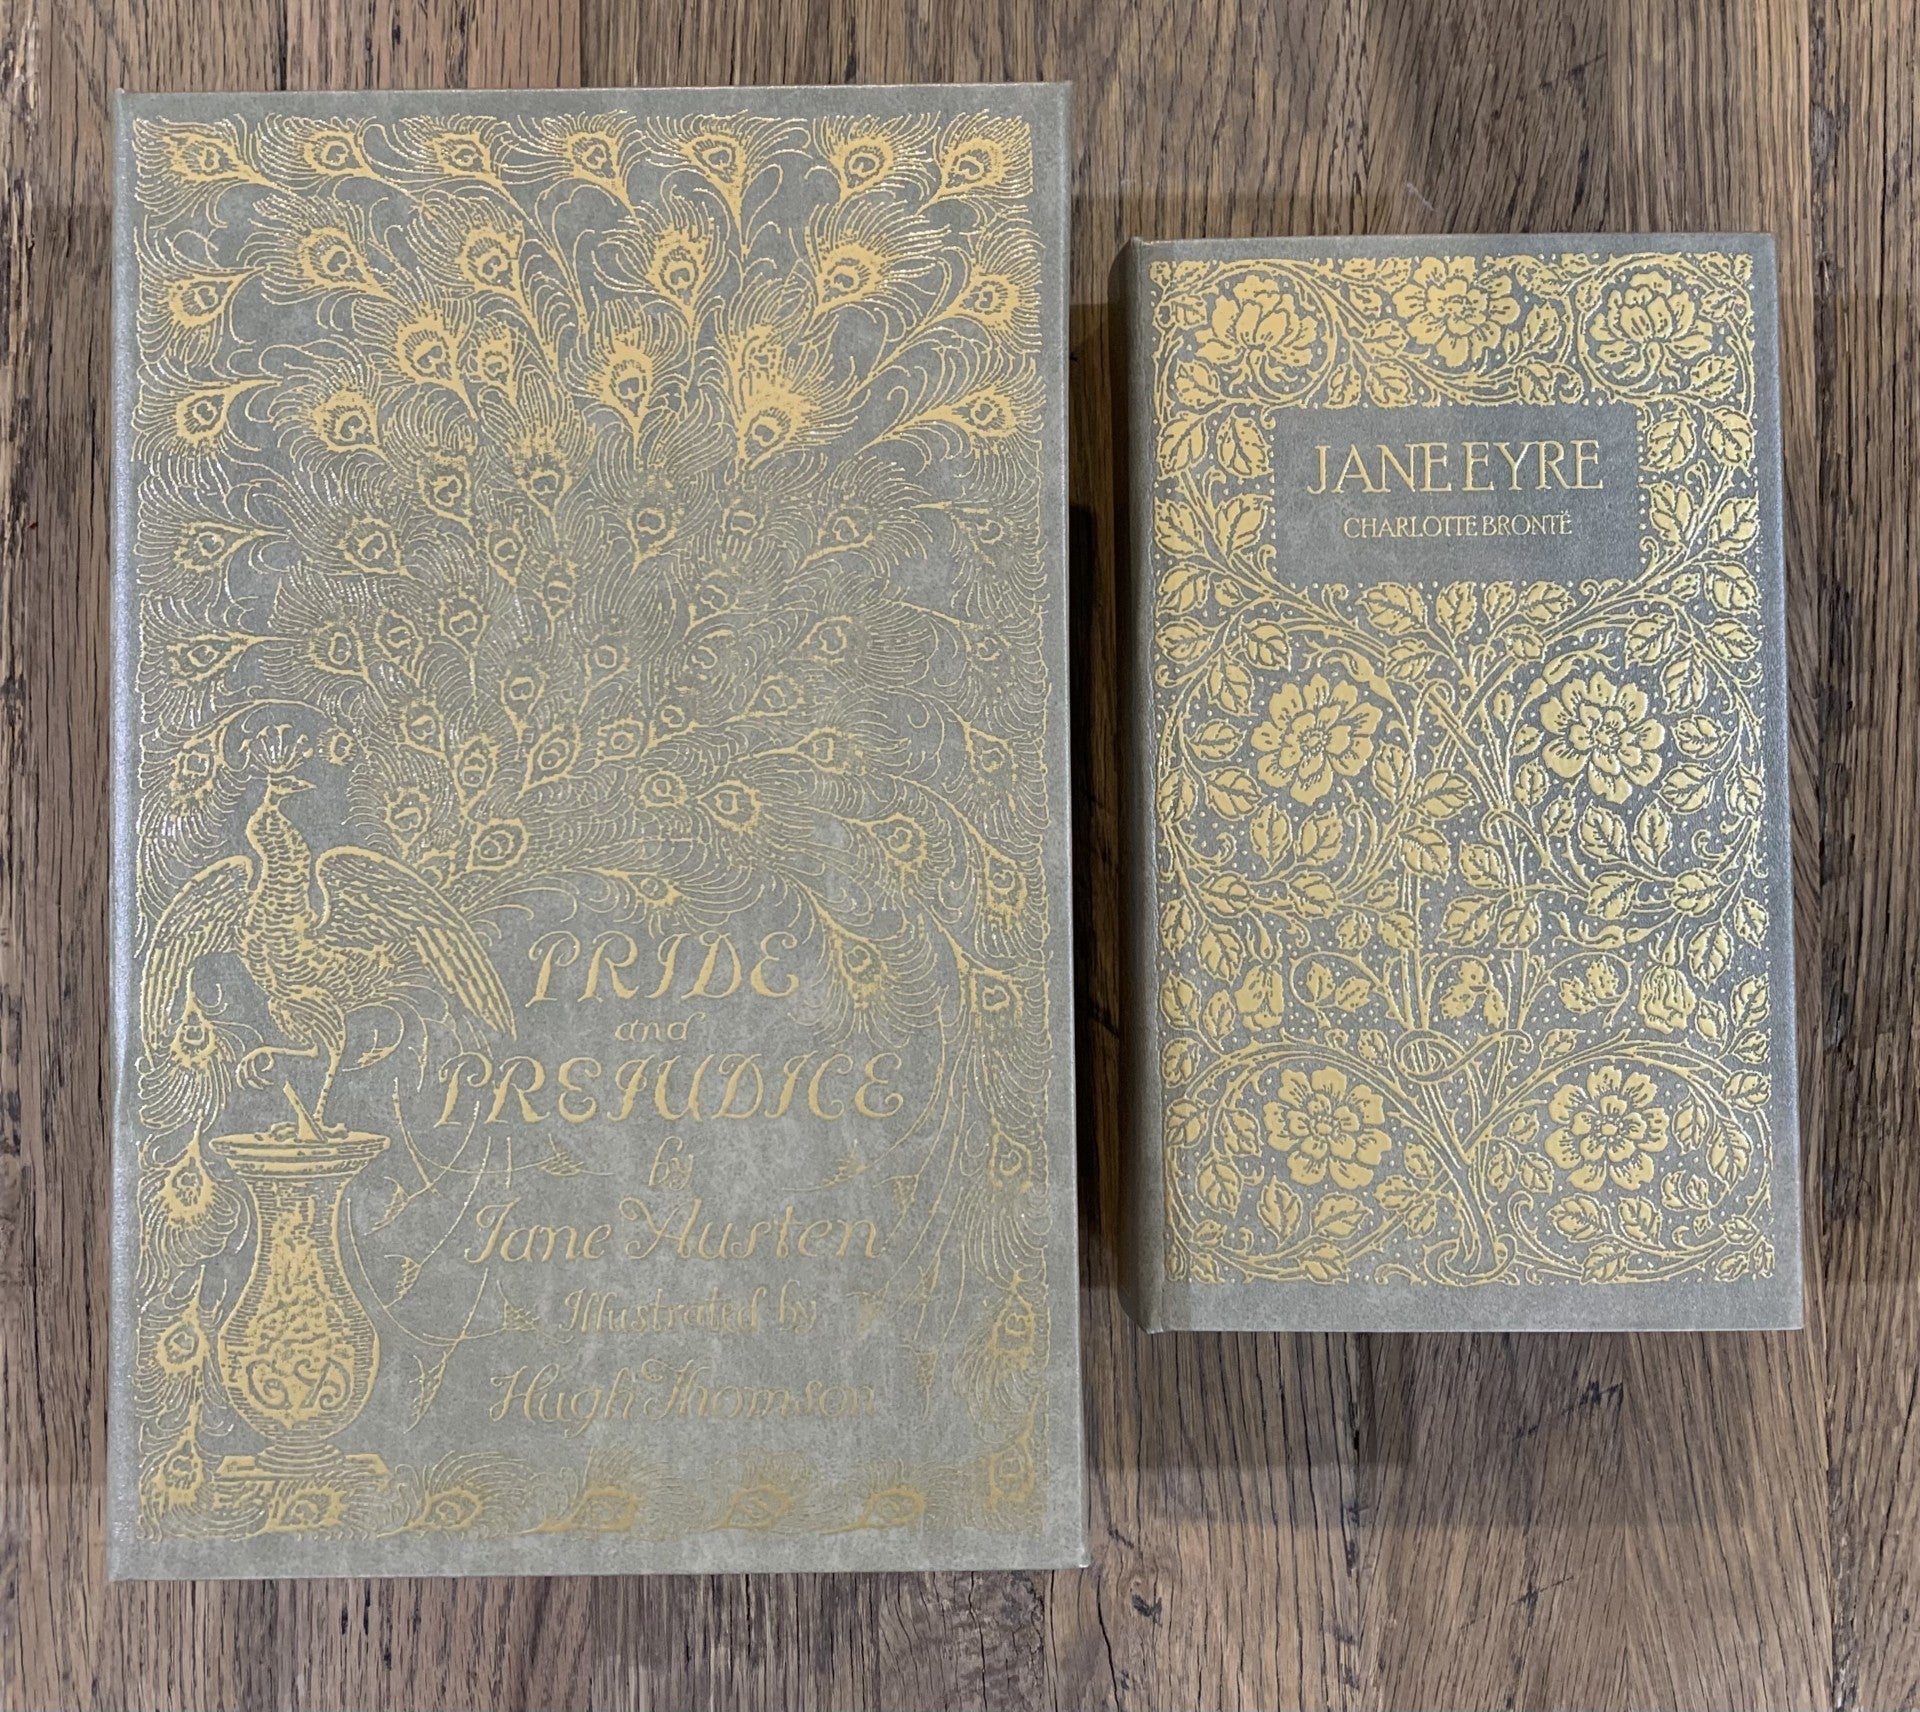 PRIDE
and
PREJUDICE
by
Jane Austen
Illustrated by
Hugh Thomson
JANE EYRE
CHARLOTTE BRONTË